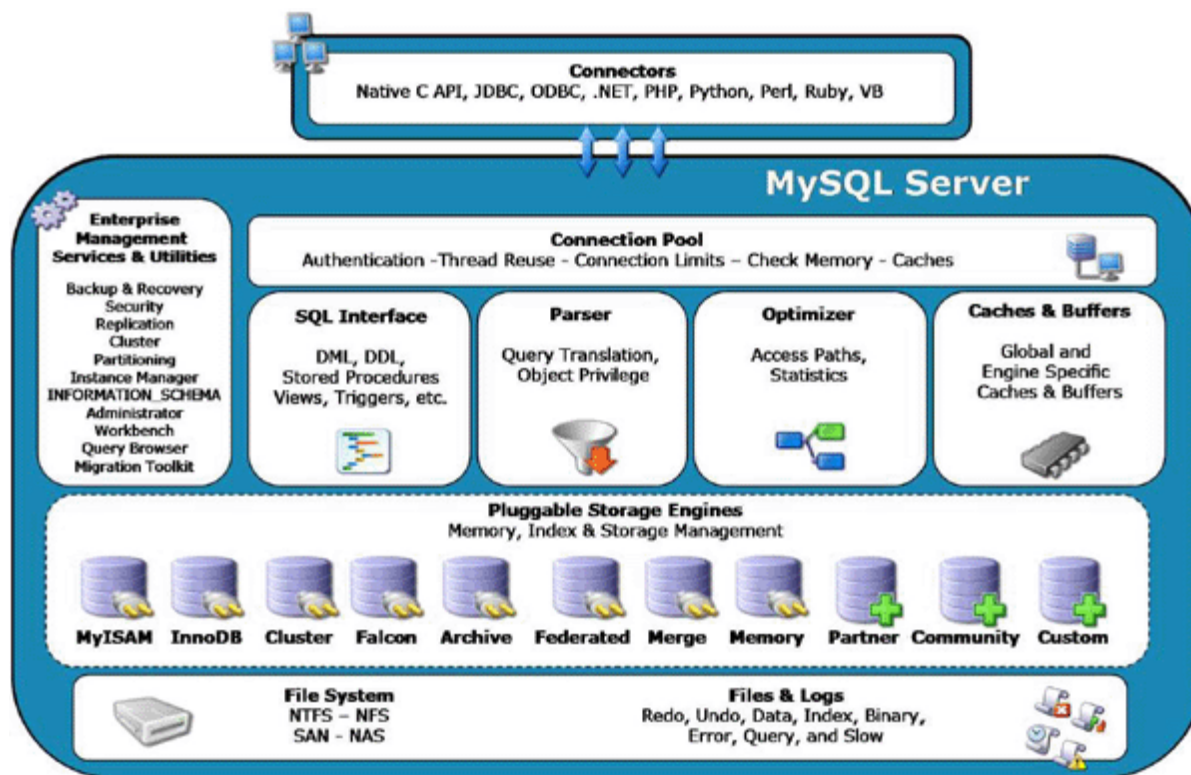 Connectors
Native C API, JDBC, ODBC, .NET, PHP, Python, Perl, Ruby, VB
MySQL Server
Enterprise
Management
Services & Utilities
Backup & Recovery
Security
Replication
Cluster
Partitioning
Instance Manager
INFORMATION_SCHEMA
Administrator
Workbench
Query Browser
Migration Toolkit
Connection Pool
Authentication -Thread Reuse - Connection Limits – Check Memory - Caches
SQL Interface
DML, DDL,
Stored Procedures
Views, Triggers, etc.
Parser
Query Translation,
Object Privilege
Optimizer
Access Paths,
Statistics
Caches & Buffers
Global and
Engine Specific
Caches & Buffers
Pluggable Storage Engines
Memory, Index & Storage Management
MyISAM
InnoDB
Cluster
Falcon
Archive
Federated
Merge
Memory
Partner
Community
Custom
File System
NTFS – NFS
SAN - NAS
Files & Logs
Redo, Undo, Data, Index, Binary,
Error, Query, and Slow